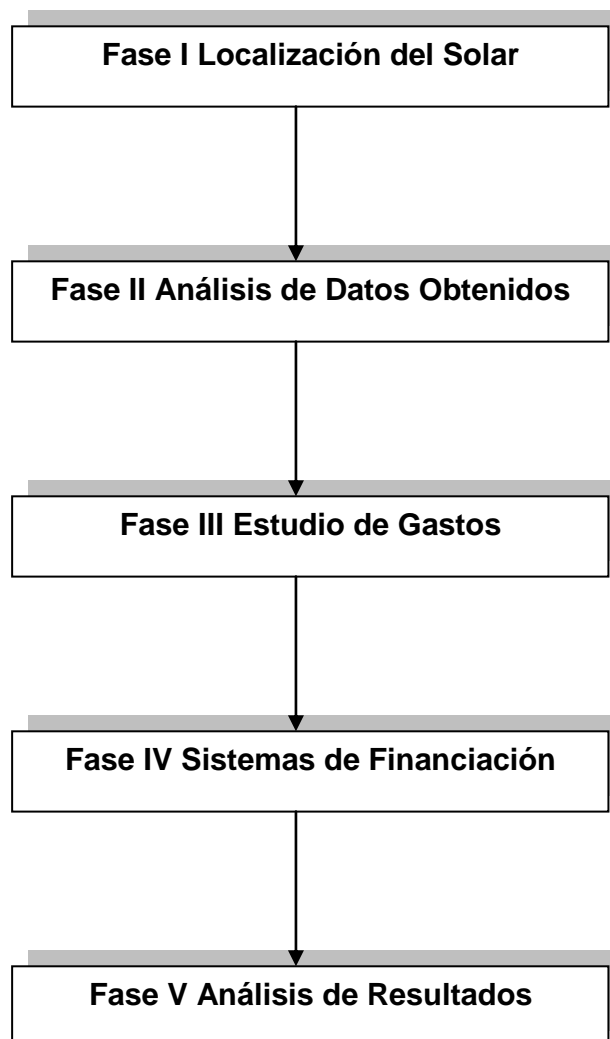 Fase I Localización del Solar
Fase II Análisis de Datos Obtenidos
Fase III Estudio de Gastos
Fase IV Sistemas de Financiación
Fase V Análisis de Resultados